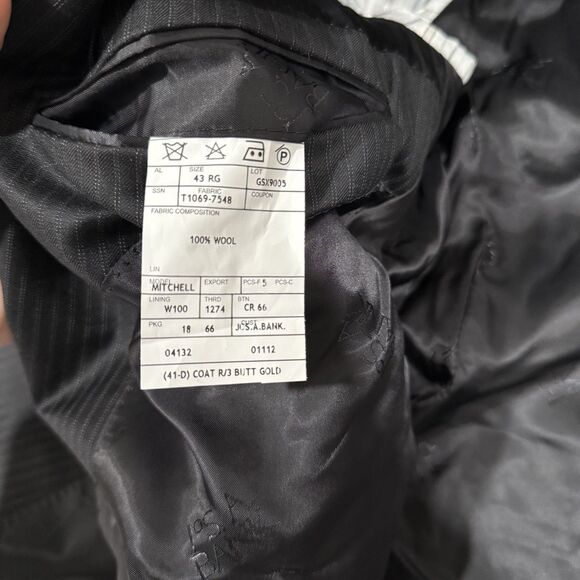 AL SIZE LOT
43 RG GSX9005
SSN FABRIC COUPON
T1069-7548
FABRIC COMPOSITION
100% WOOL
LIN
MODEL EXPORT PCS-F 5 PCS-C
MITCHELL
LINING THRD BTN
W100 1274 CR 66
PKG 18 66 CUST J.S.A.BANK.
04132 01112
(41-D) COAT R/3 BUTT GOLD
JOS A.
BANK